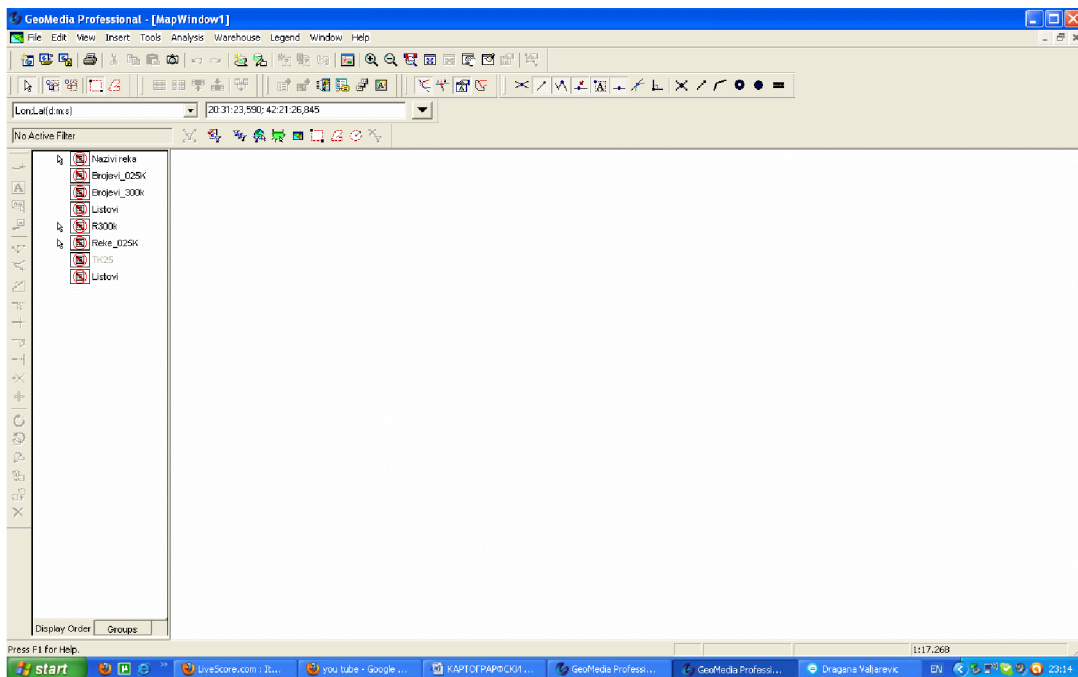 GeoMedia Professional - [MapWindow1]
File Edit View Insert Tools Analysis Warehouse Legend Window Help
Lon;Lat(d:m:s)
20:31:23,590; 42:21:26,845
No Active Filter
Nazivi reka
Brojevi_025K
Brojevi_300k
Listovi
R300k
Reke_025K
TK25
Listovi
Display Order Groups
Press F1 for Help.
1:17.268
start
LiveScore.com : It...
you tube - Google ...
КАРТОГРАРФСКИ ...
GeoMedia Professi...
GeoMedia Professi...
Dragana Valjarevic
EN
23:14